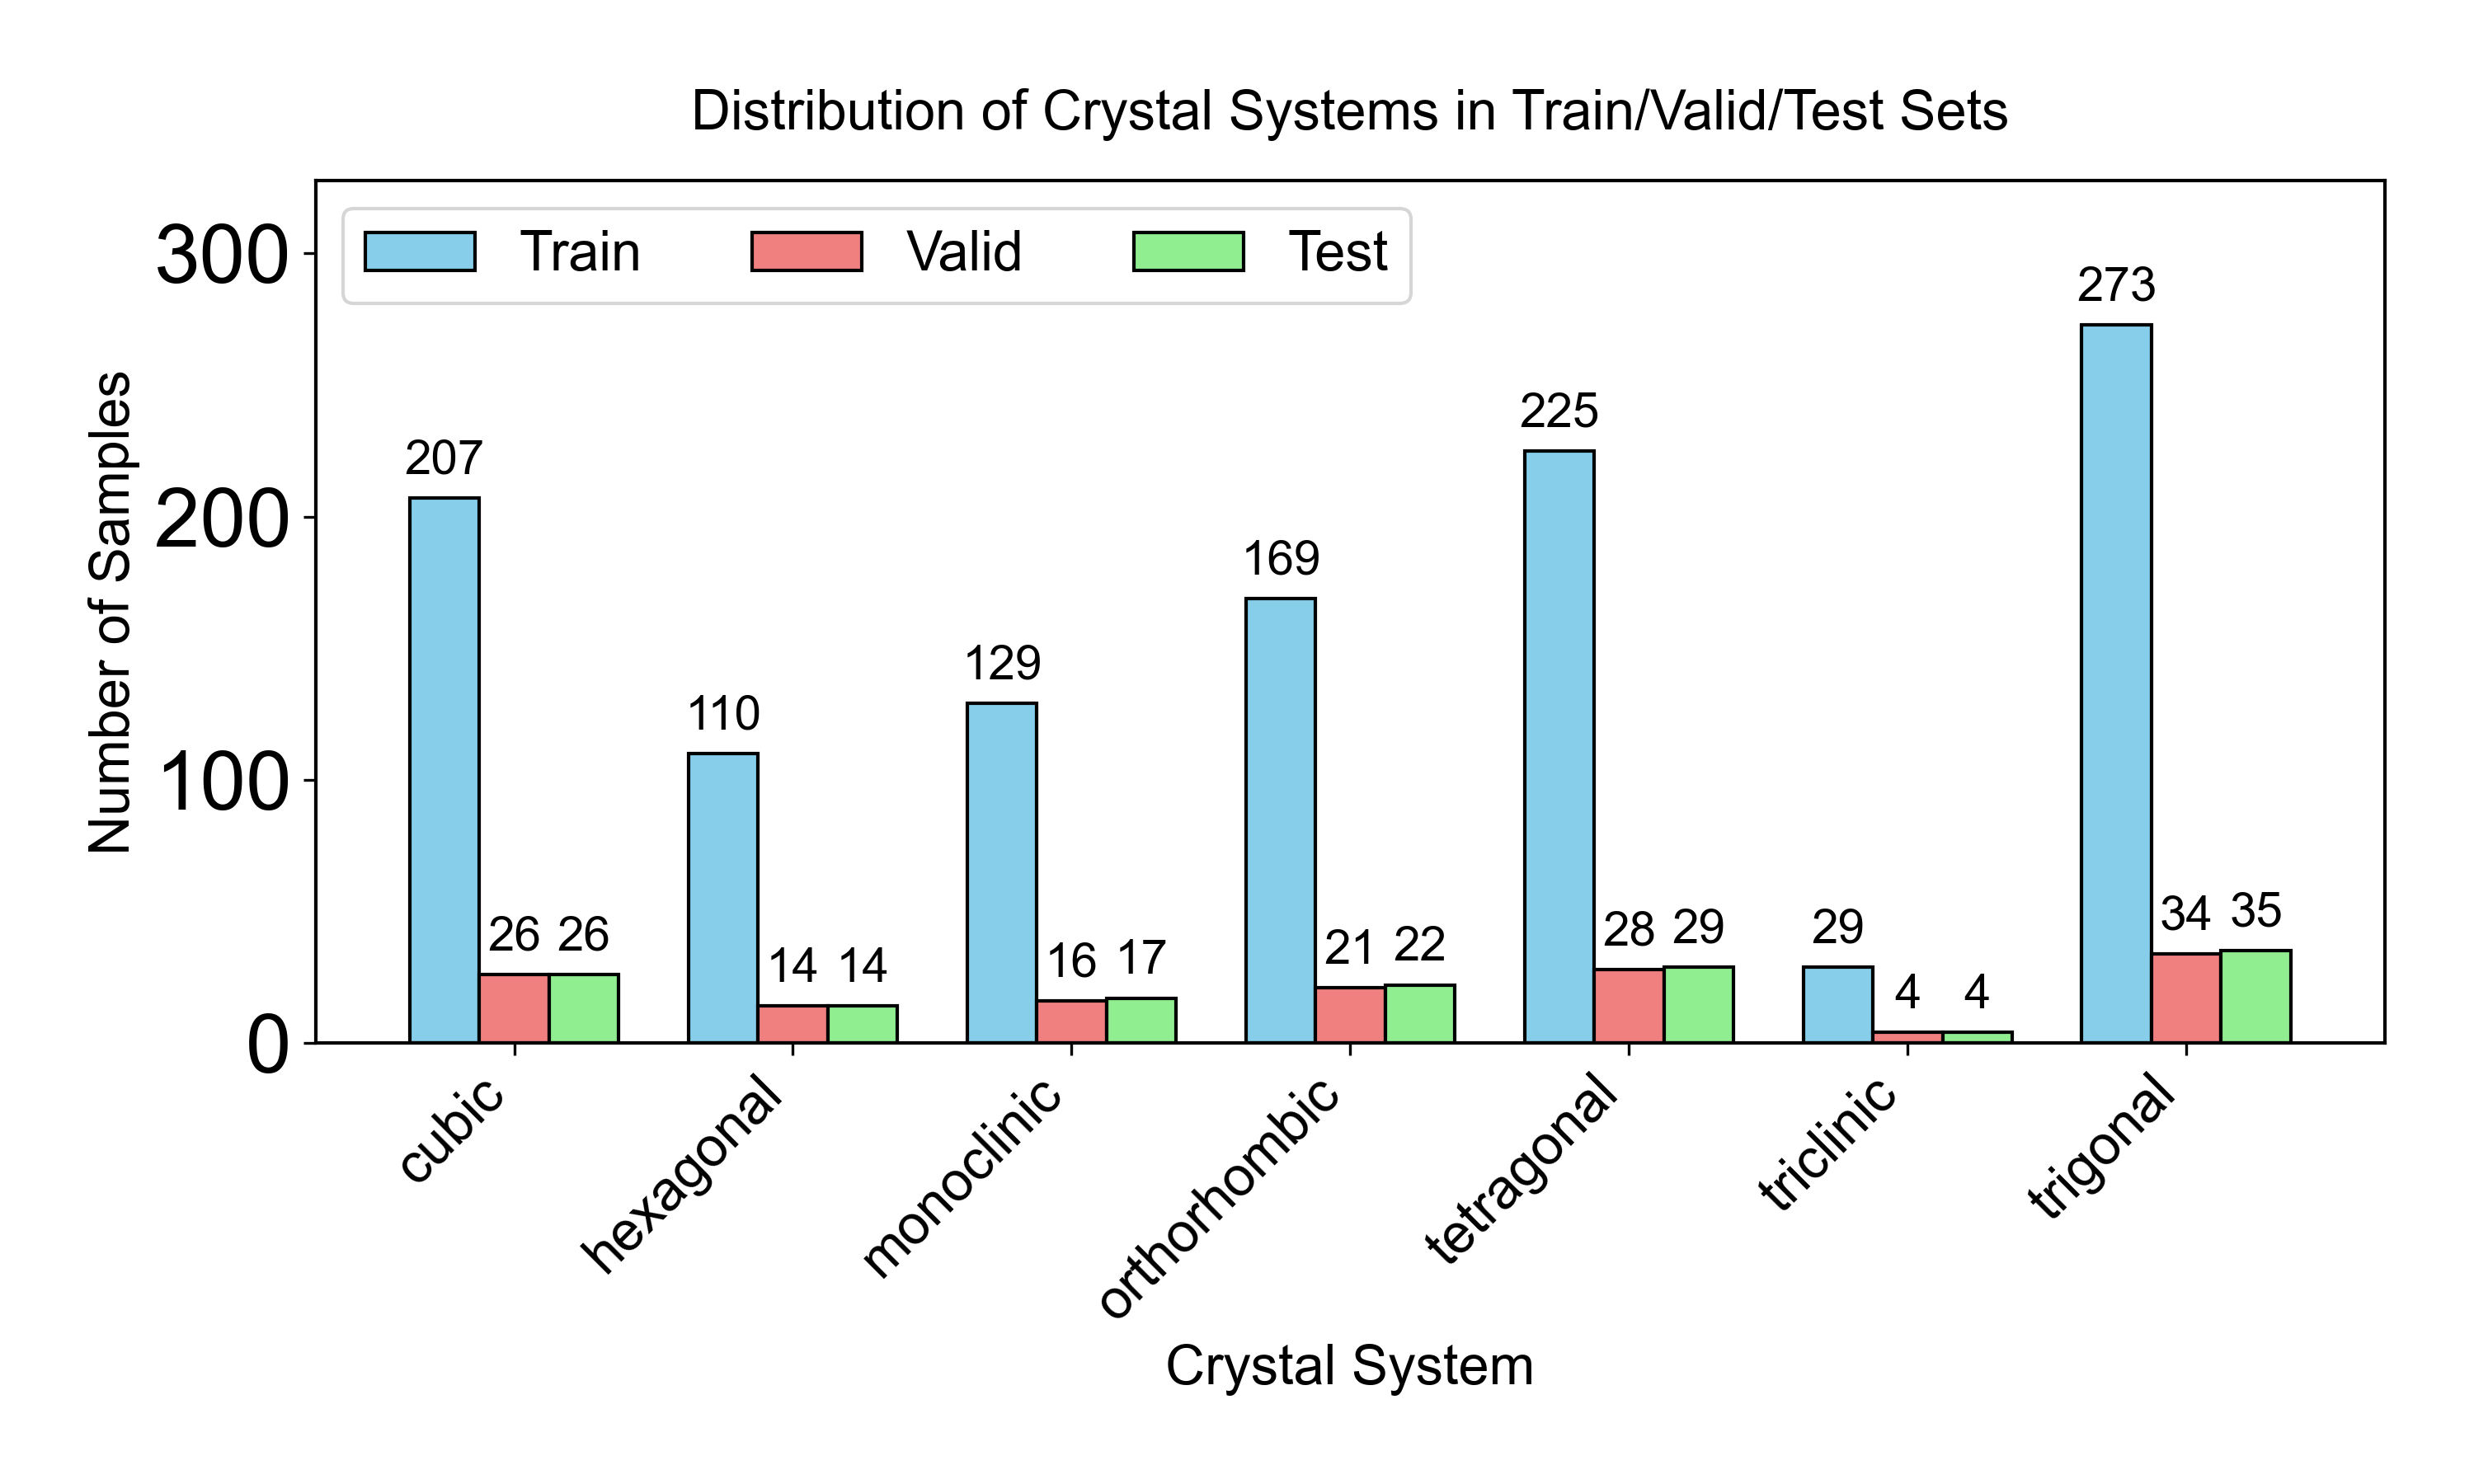 Distribution of Crystal Systems in Train/Valid/Test Sets
Train Valid Test
Number of Samples
300
200
100
0
207 26 26
110 14 14
129 16 17
169 21 22
225 28 29
29 4 4
273 34 35
cubic
hexagonal
monoclinic
orthorhombic
tetragonal
triclinic
trigonal
Crystal System